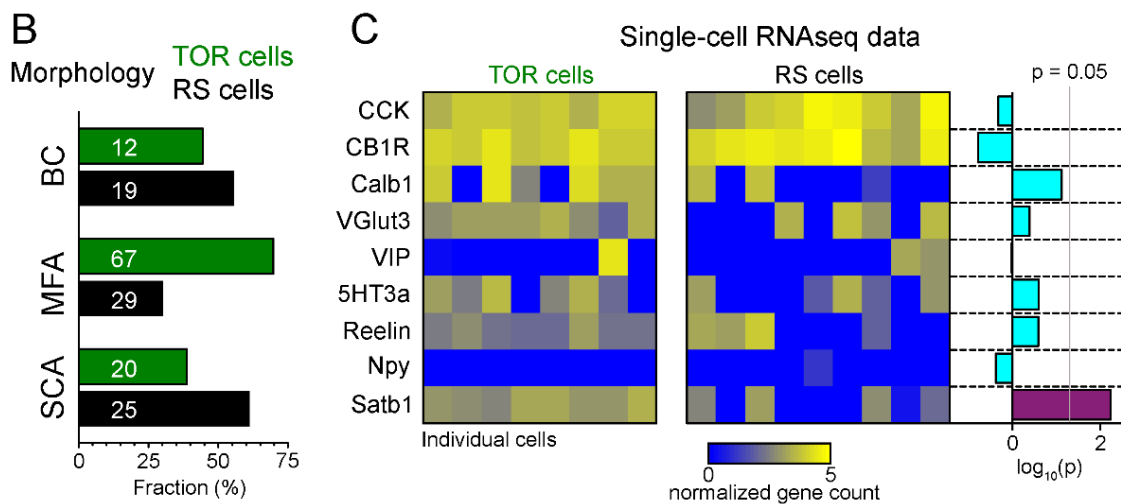 B
Morphology
TOR cells
RS cells
BC
12
19
MFA
67
29
SCA
20
25
0 25 50 75
Fraction (%)
C
Single-cell RNAseq data
TOR cells RS cells p = 0.05
CCK
CB1R
Calb1
VGlut3
VIP
5HT3a
Reelin
Npy
Satb1
Individual cells
0 5
normalized gene count
0 2
log10(p)